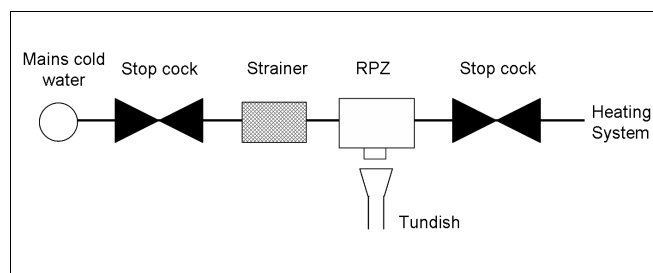 Mains cold
water
Stop cock
Strainer
RPZ
Stop cock
Heating
System
Tundish